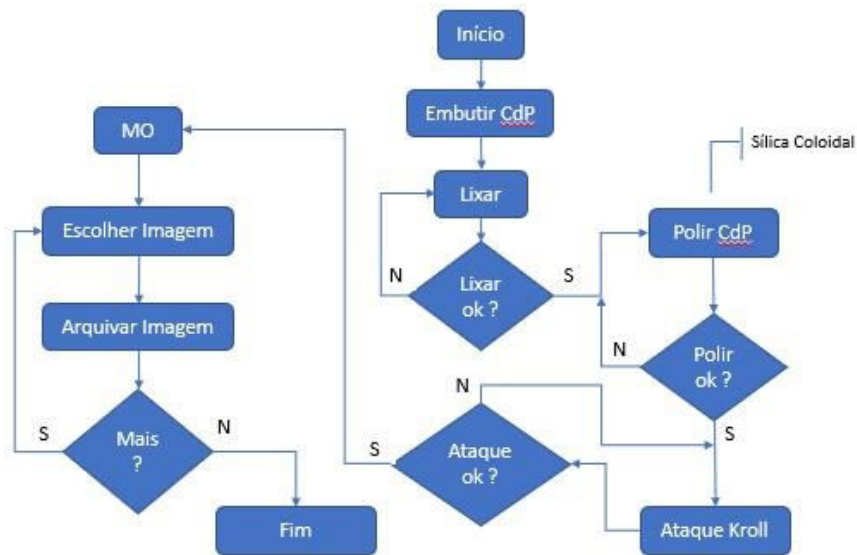 Início
Embutir CdP
MO
Sílica Coloidal
Lixar
Escolher Imagem
Polir CdP
N
Lixar
ok ?
S
Arquivar Imagem
N
Polir
ok ?
N
S
Mais
?
N
S
Ataque
ok ?
S
Fim
Ataque Kroll